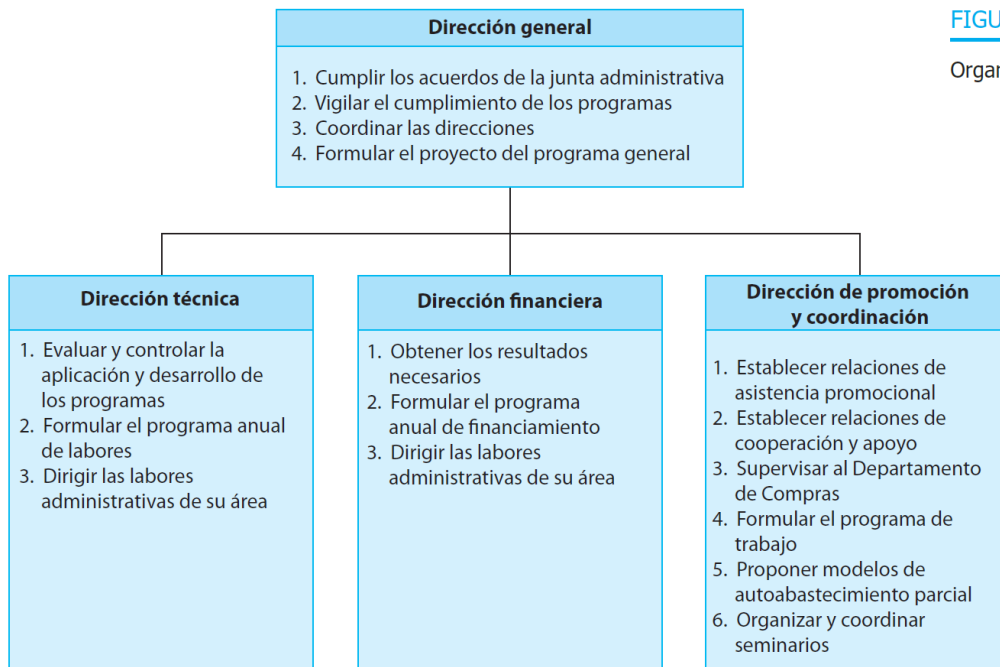 Dirección general
1. Cumplir los acuerdos de la junta administrativa
2. Vigilar el cumplimiento de los programas
3. Coordinar las direcciones
4. Formular el proyecto del programa general
FIGU
Organ
Dirección técnica
1. Evaluar y controlar la
aplicación y desarrollo de
los programas
2. Formular el programa anual
de labores
3. Dirigir las labores
administrativas de su área
Dirección financiera
1. Obtener los resultados
necesarios
2. Formular el programa
anual de financiamiento
3. Dirigir las labores
administrativas de su área
Dirección de promoción
y coordinación
1. Establecer relaciones de
asistencia promocional
2. Establecer relaciones de
cooperación y apoyo
3. Supervisar al Departamento
de Compras
4. Formular el programa de
trabajo
5. Proponer modelos de
autoabastecimiento parcial
6. Organizar y coordinar
seminarios